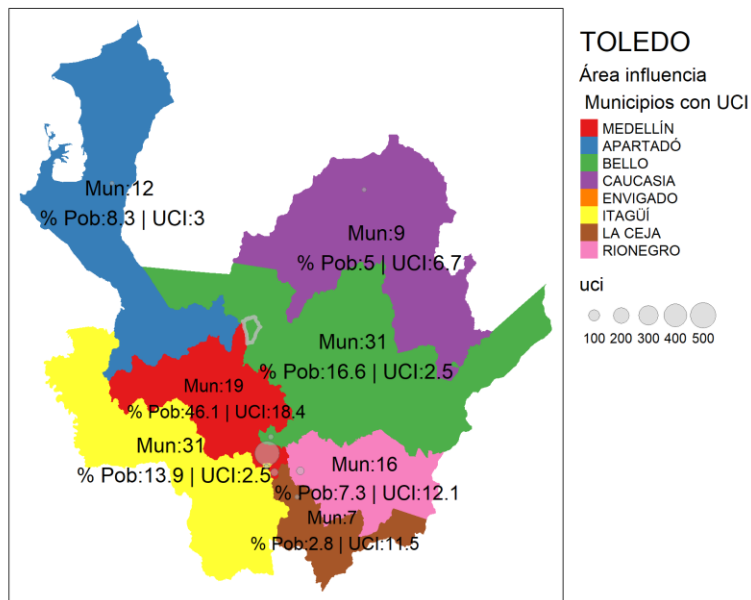 TOLEDO
Área influencia
Municipios con UCI
MEDELLÍN
APARTADÓ
BELLO
CAUCASIA
ENVIGADO
ITAGÜÍ
LA CEJA
RIONEGRO
uci
100 200 300 400 500
Mun:12
% Pob:8.3 | UCI:3
Mun:9
% Pob:5 | UCI:6.7
Mun:31
% Pob:16.6 | UCI:2.5
Mun:19
% Pob:46.1 | UCI:18.4
Mun:31
% Pob:13.9 | UCI:2.5
Mun:16
% Pob:7.3 | UCI:12.1
Mun:7
% Pob:2.8 | UCI:11.5